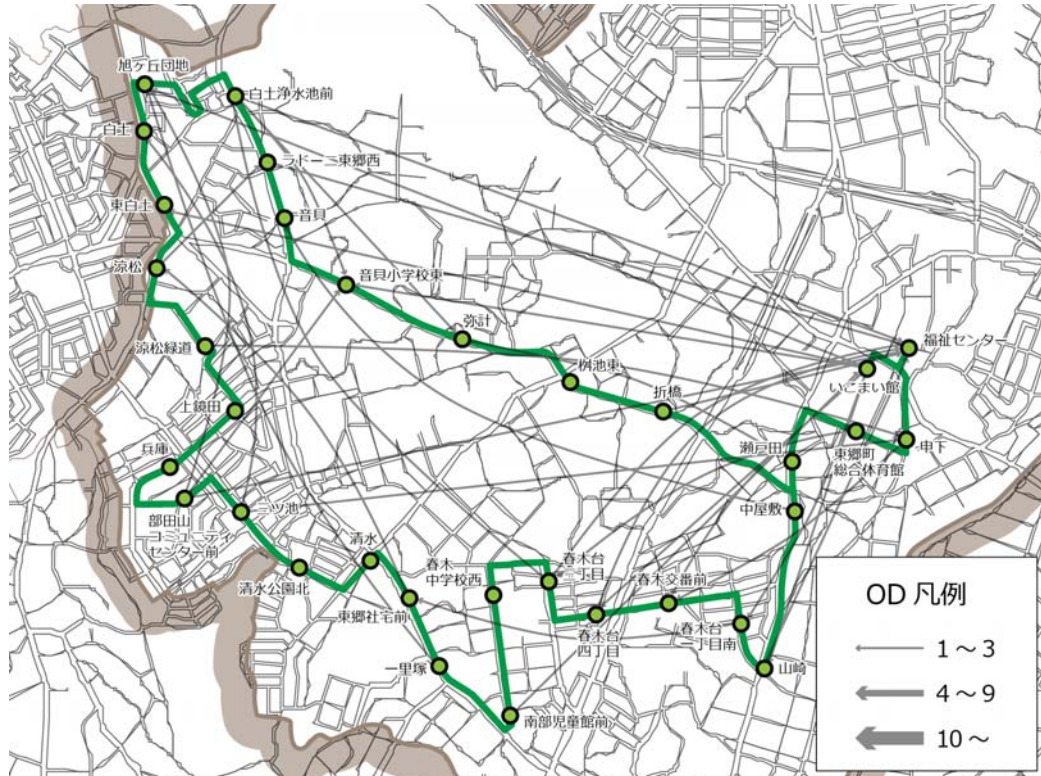 旭ケ丘団地
白土浄水池前
白土
ラドーニ東郷西
東白土
音貝
涼松
音貝小学校東
弥計
福祉センター
涼松緑道
桝池東
いこまい館
折橋
上鏡田
東郷町
総合体育館
申下
瀬戸田
兵庫
中屋敷
部田山
コミュニティ
センター前
三ツ池
清水
春木
中学校西
春木台
二丁目
春木交番前
清水公園北
東郷社宅前
春木台
四丁目
春木台
一丁目南
一里塚
山崎
南部児童館前
OD 凡例
1～3
4～9
10～